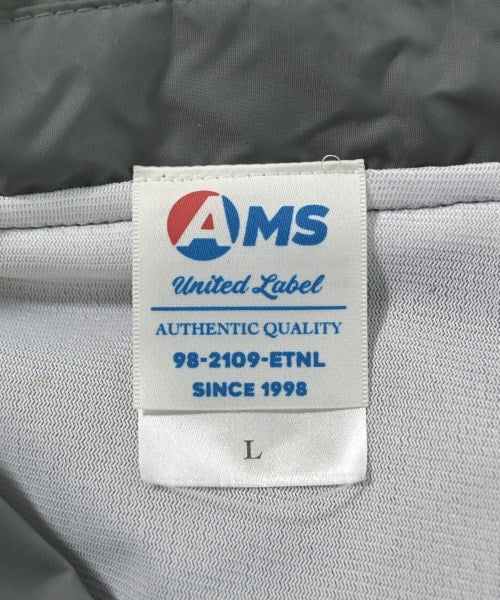 AMS
United Label
AUTHENTIC QUALITY
98-2109-ETNL
SINCE 1998
L